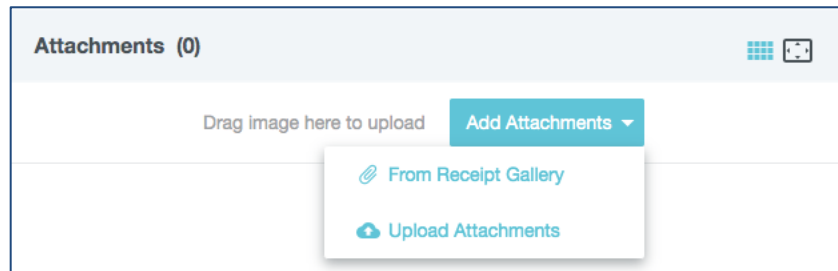 Attachments (0)
Drag image here to upload Add Attachments
From Receipt Gallery
Upload Attachments